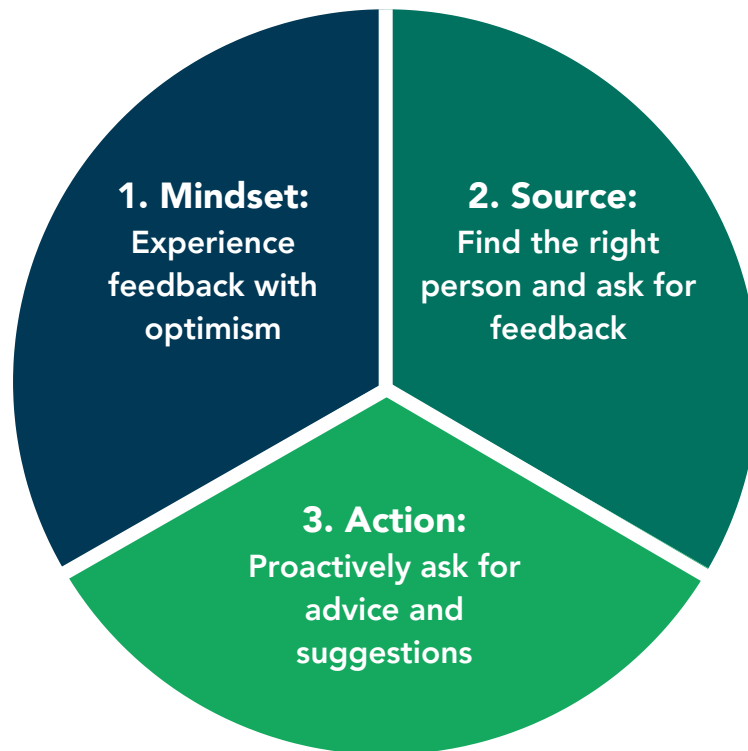 1. Mindset:
Experience
feedback with
optimism
2. Source:
Find the right
person and ask for
feedback
3. Action:
Proactively ask for
advice and
suggestions